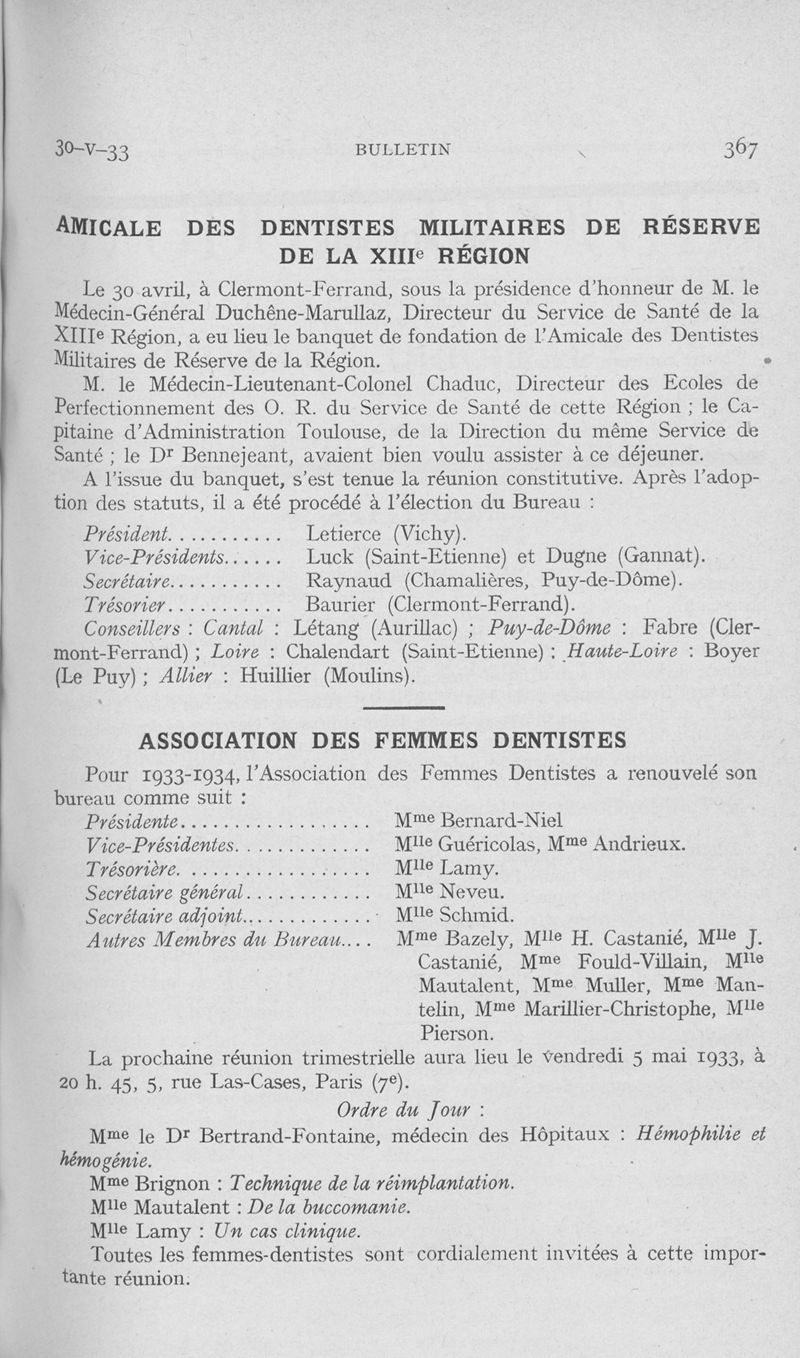 30-V-33 BULLETIN 367
AMICALE DES DENTISTES MILITAIRES DE RÉSERVE
DE LA XIIIe RÉGION
Le 30 avril, à Clermont-Ferrand, sous la présidence d'honneur de M. le
Médecin-Général Duchêne-Marullaz, Directeur du Service de Santé de la
XIIIe Région, a eu lieu le banquet de fondation de l'Amicale des Dentistes
Militaires de Réserve de la Région.
M. le Médecin-Lieutenant-Colonel Chaduc, Directeur des Ecoles de
Perfectionnement des O. R. du Service de Santé de cette Région ; le Ca-
pitaine d'Administration Toulouse, de la Direction du même Service de
Santé ; le Dr Bennejeant, avaient bien voulu assister à ce déjeuner.
A l'issue du banquet, s'est tenue la réunion constitutive. Après l'adop-
tion des statuts, il a été procédé à l'élection du Bureau :
Président........... Letierce (Vichy).
Vice-Présidents...... Luck (Saint-Etienne) et Dugne (Gannat).
Secrétaire........... Raynaud (Chamalières, Puy-de-Dôme).
Trésorier........... Baurier (Clermont-Ferrand).
Conseillers : Cantal : Létang (Aurillac) ; Puy-de-Dôme : Fabre (Cler-
mont-Ferrand) ; Loire : Chalendart (Saint-Etienne) ; Haute-Loire : Boyer
(Le Puy) ; Allier : Huillier (Moulins).
ASSOCIATION DES FEMMES DENTISTES
Pour 1933-1934, l'Association des Femmes Dentistes a renouvelé son
bureau comme suit :
Présidente.................. Mme Bernard-Niel
Vice-Présidentes............. Mlle Guéricolas, Mme Andrieux.
Trésorière.................. Mlle Lamy.
Secrétaire général............ Mlle Neveu.
Secrétaire adjoint............. Mlle Schmid.
Autres Membres du Bureau.... Mme Bazely, Mlle H. Castanié, Mlle J.
Castanié, Mme Fould-Villain, Mlle
Mautalent, Mme Muller, Mme Man-
telin, Mme Marillier-Christophe, Mlle
Pierson.
La prochaine réunion trimestrielle aura lieu le Vendredi 5 mai 1933, à
20 h. 45, 5, rue Las-Cases, Paris (7e).
Ordre du Jour :
Mme le Dr Bertrand-Fontaine, médecin des Hôpitaux : Hémophilie et
hémogénie.
Mme Brignon : Technique de la réimplantation.
Mlle Mautalent : De la buccomanie.
Mlle Lamy : Un cas clinique.
Toutes les femmes-dentistes sont cordialement invitées à cette impor-
tante réunion.